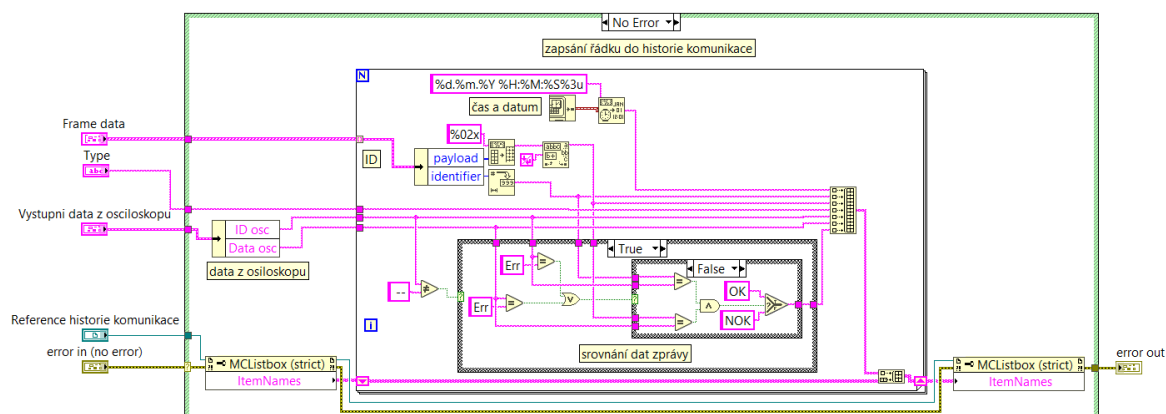 No Error
zapsání řádku do historie komunikace
N
%d.%m.%Y %H:%M:%S%3u
čas a datum
Frame data
%02x
Type
ID
payload
identifier
Vystupni data z osciloskopu
ID osc
Data osc
True
data z osiloskopu
Err
False
--
Err
OK
NOK
Reference historie komunikace
i
error in (no error)
srovnání dat zprávy
MCListbox (strict)
ItemNames
MCListbox (strict)
ItemNames
error out